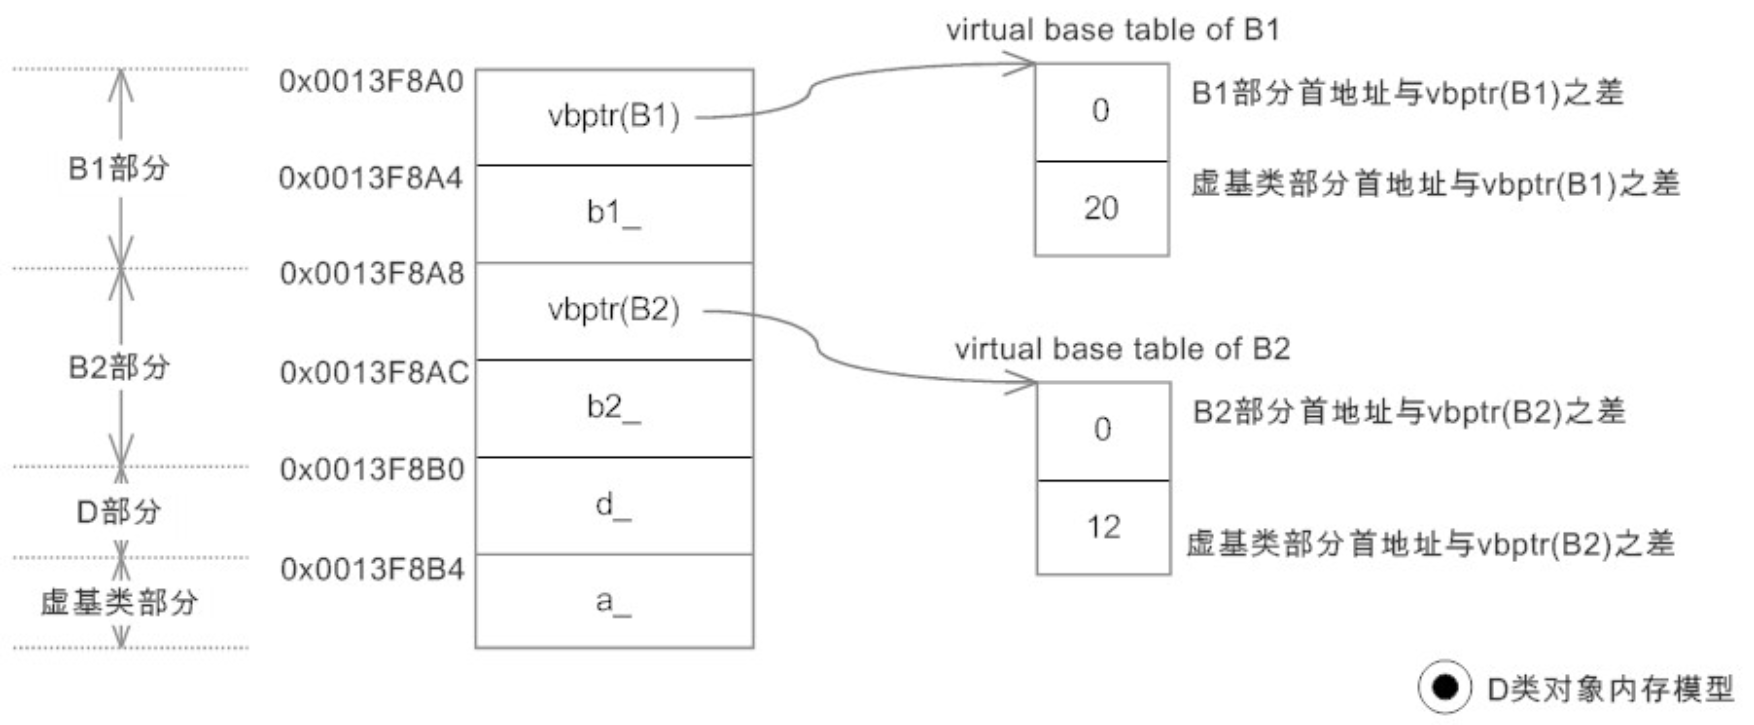 virtual base table of B1
0x0013F8A0
vbptr(B1)
0
B1部分首地址与vbptr(B1)之差
B1部分
0x0013F8A4
b1_
20
虚基类部分首地址与vbptr(B1)之差
0x0013F8A8
vbptr(B2)
virtual base table of B2
B2部分
0x0013F8AC
b2_
0
B2部分首地址与vbptr(B2)之差
0x0013F8B0
D部分
d_
12
虚基类部分首地址与vbptr(B2)之差
0x0013F8B4
虚基类部分
a_
D类对象内存模型